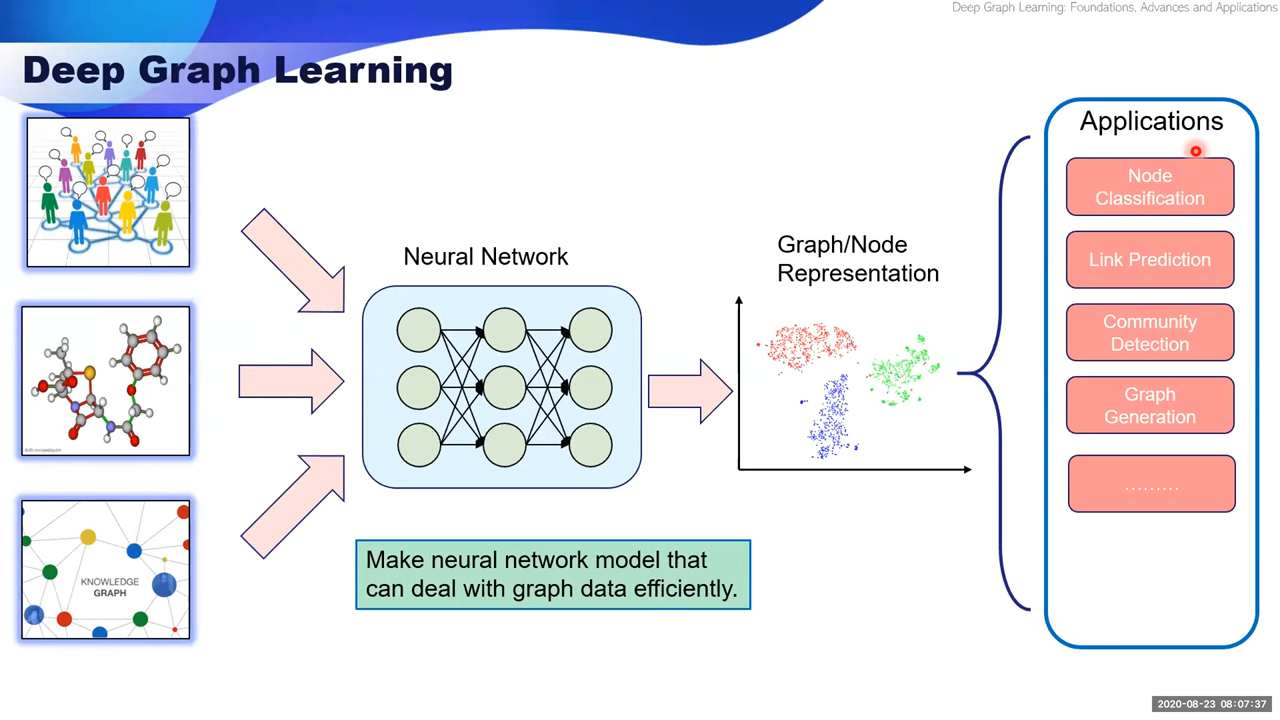 Deep Graph Learning: Foundations, Advances and Applications
Deep Graph Learning
KNOWLEDGE
GRAPH
Neural Network
Make neural network model that
can deal with graph data efficiently.
Graph/Node
Representation
Applications
Node
Classification
Link Prediction
Community
Detection
Graph
Generation
.........
2020-08-23 08:07:37